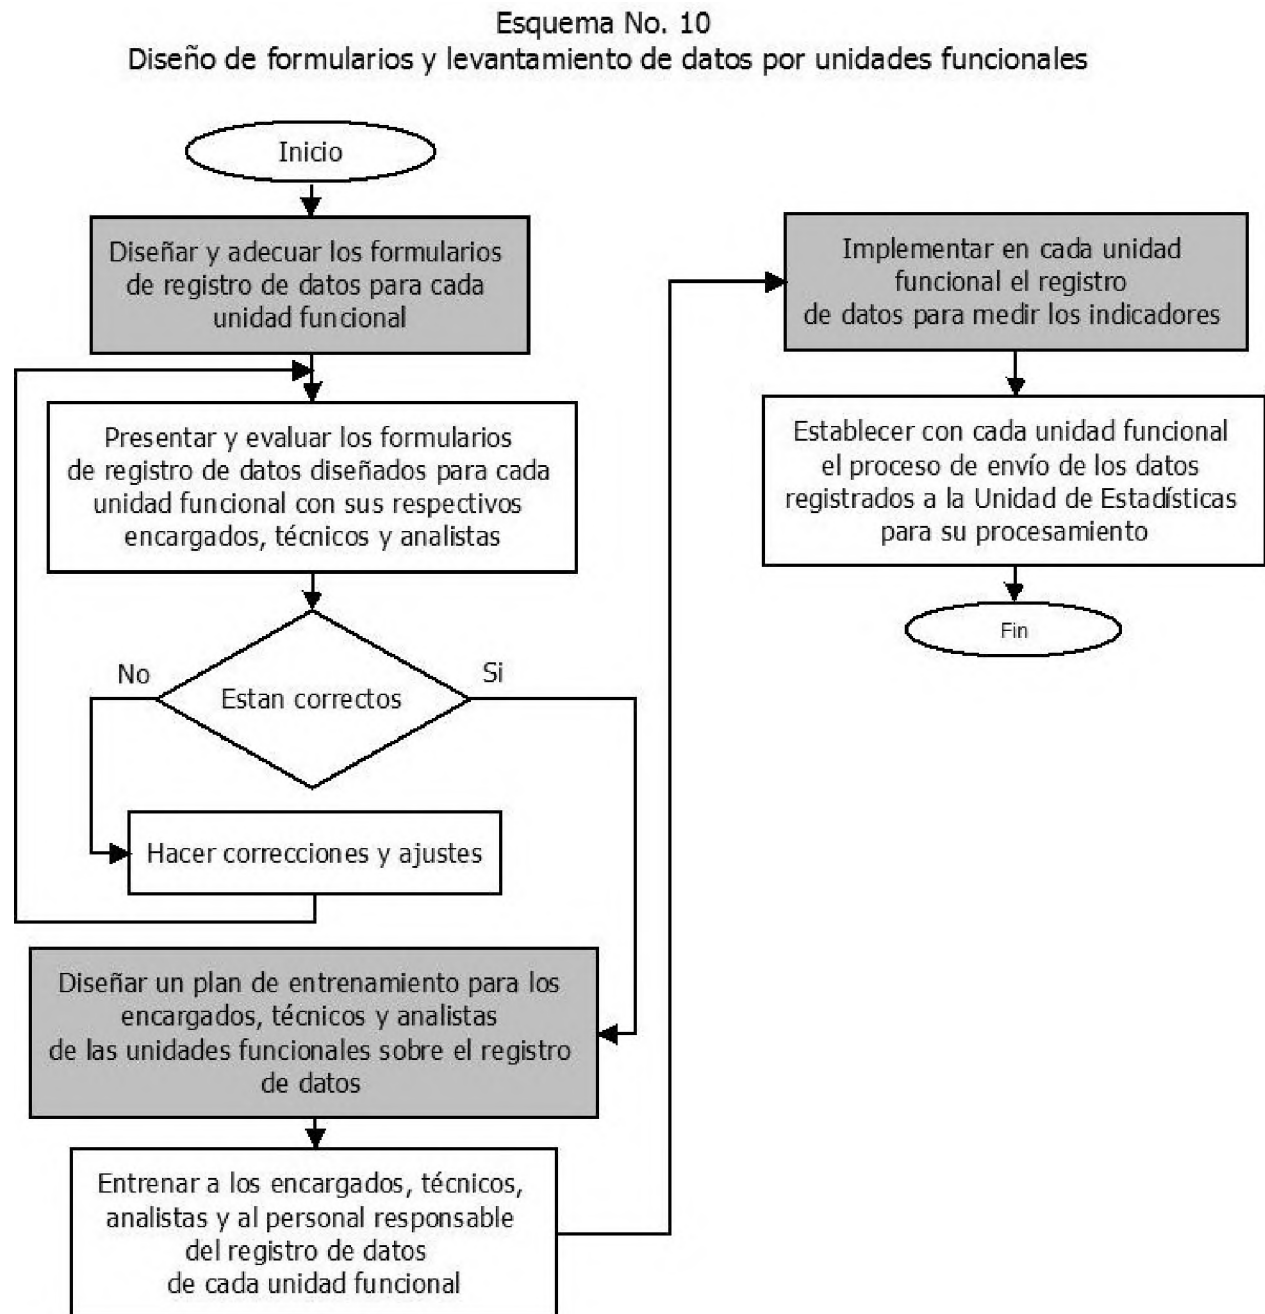 Esquema No. 10
Diseño de formularios y levantamiento de datos por unidades funcionales
Inicio
Diseñar y adecuar los formularios
de registro de datos para cada
unidad funcional
Presentar y evaluar los formularios
de registro de datos diseñados para cada
unidad funcional con sus respectivos
encargados, técnicos y analistas
No
Si
Estan correctos
Hacer correcciones y ajustes
Diseñar un plan de entrenamiento para los
encargados, técnicos y analistas
de las unidades funcionales sobre el registro
de datos
Entrenar a los encargados, técnicos,
analistas y al personal responsable
del registro de datos
de cada unidad funcional
Implementar en cada unidad
funcional el registro
de datos para medir los indicadores
Establecer con cada unidad funcional
el proceso de envío de los datos
registrados a la Unidad de Estadísticas
para su procesamiento
Fin